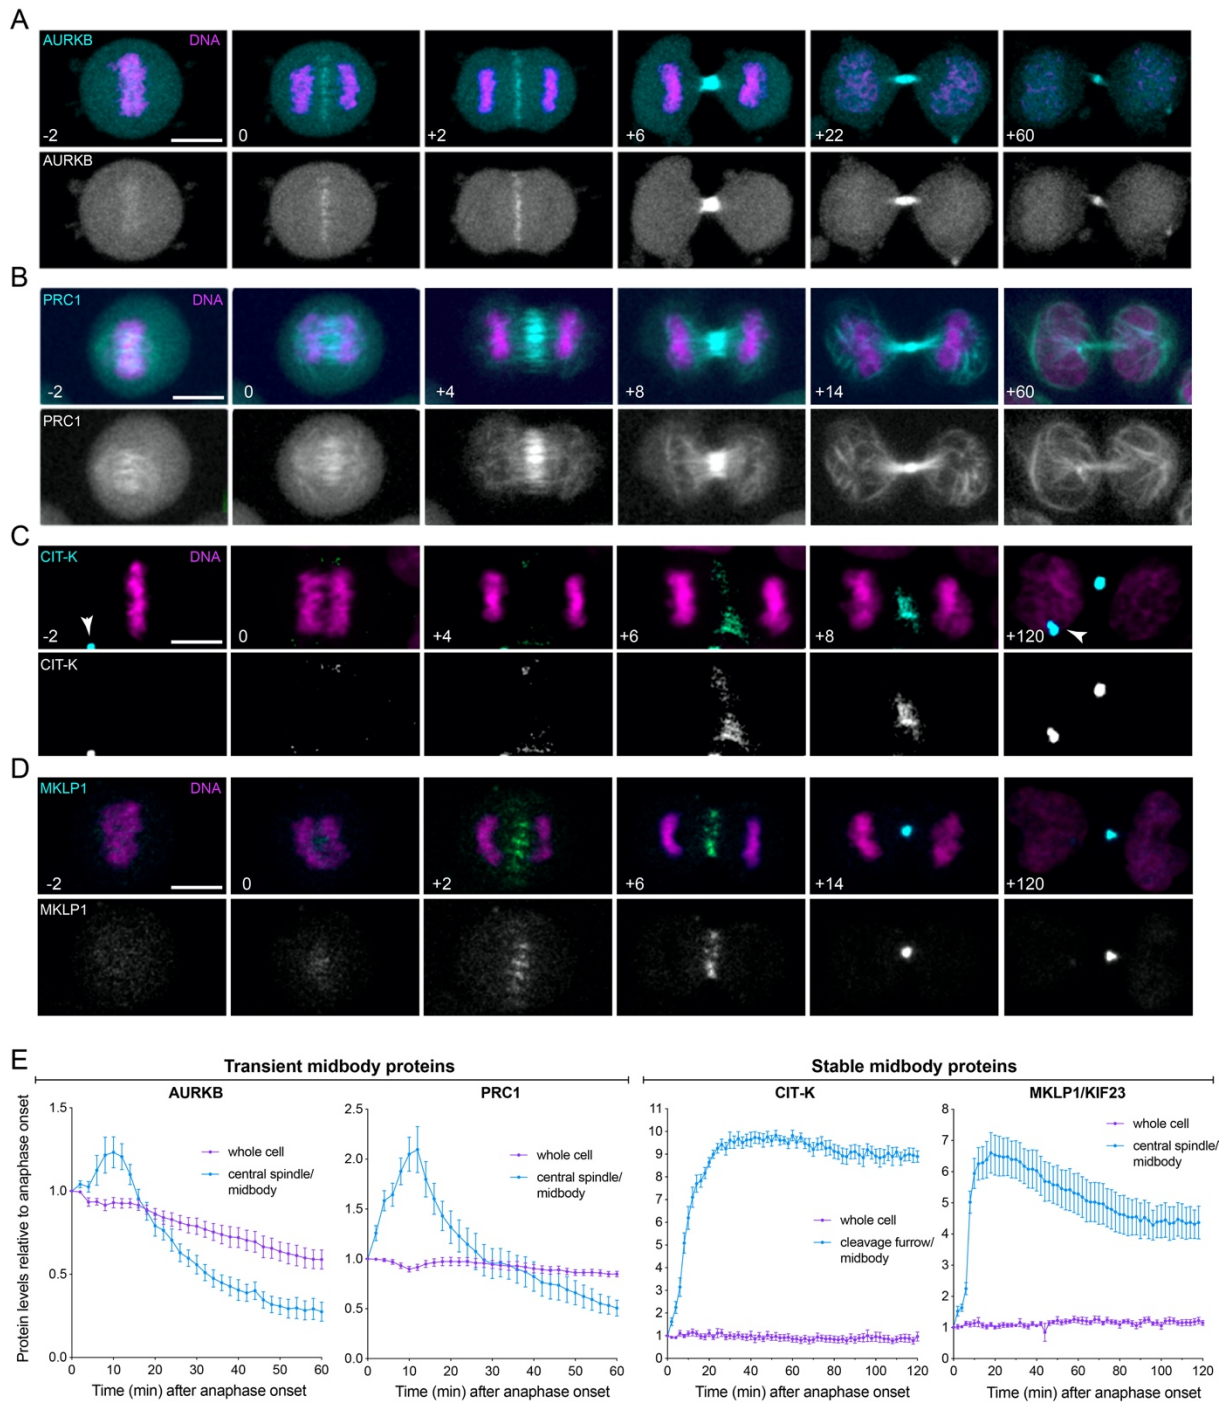 A
AURKB DNA
-2 0 +2 +6 +22 +60
AURKB
B
PRC1 DNA
-2 0 +4 +8 +14 +60
PRC1
C
CIT-K DNA
-2 0 +4 +6 +8 +120
CIT-K
D
MKLP1 DNA
-2 0 +2 +6 +14 +120
MKLP1
E
Transient midbody proteins
Stable midbody proteins
Protein levels relative to anaphase onset
AURKB
1.5
1.0
0.5
0.0
whole cell
central spindle/
midbody
0 10 20 30 40 50 60
Time (min) after anaphase onset
PRC1
2.5
2.0
1.5
1.0
0.5
0.0
whole cell
central spindle/
midbody
0 10 20 30 40 50 60
Time (min) after anaphase onset
CIT-K
11
10
9
8
7
6
5
4
3
2
1
0
whole cell
cleavage furrow/
midbody
0 20 40 60 80 100 120
Time (min) after anaphase onset
MKLP1/KIF23
8
7
6
5
4
3
2
1
0
whole cell
central spindle/
midbody
0 20 40 60 80 100 120
Time (min) after anaphase onset